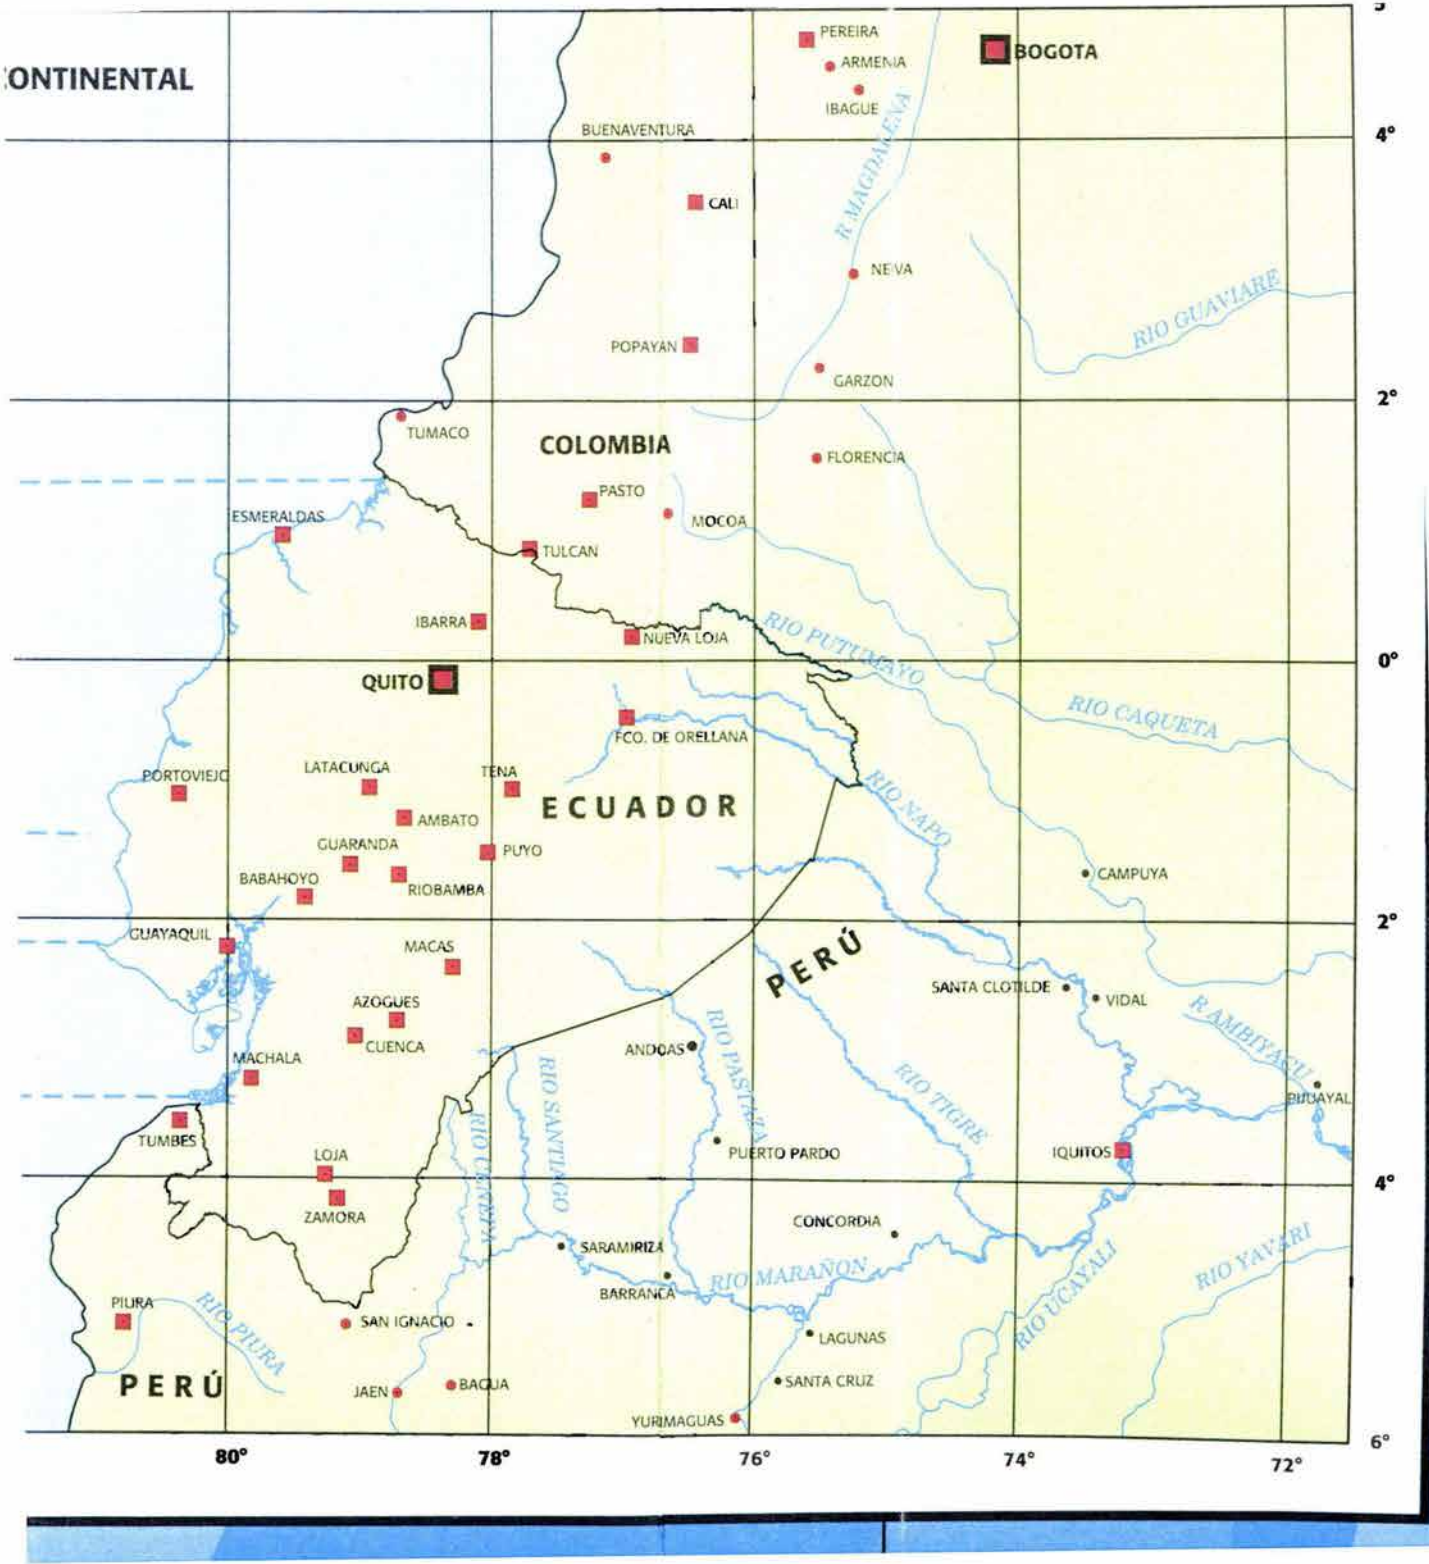 5
PEREIRA
BOGOTA
ARMENIA
CONTINENTAL
IBAGUE
BUENAVENTURA
4°
R MAGDALENA
CALI
NEIVA
RIO GUAVIARE
POPAYAN
GARZON
2°
TUMACO
COLOMBIA
FLORENCIA
PASTO
ESMERALDAS
MOCOA
TULCAN
IBARRA
NUEVA LOJA
RIO PUTUMAYO
0°
QUITO
RIO CAQUETA
FCO. DE ORELLANA
LATACUNGA
TENA
PORTOVIEJO
ECUADOR
RIO NAPO
AMBATO
GUARANDA
PUYO
CAMPUYA
BABAHOYO
RIOBAMBA
2°
GUAYAQUIL
MACAS
PERÚ
SANTA CLOTILDE
VIDAL
AZOGUES
R AMBIYACU
CUENCA
ANDOAS
RIO PASTAZA
MACHALA
RIO SANTIAGO
RIO TIGRE
BUUAYAL
TUMBES
RIO CENEPA
LOJA
PUERTO PARDO
IQUITOS
4°
ZAMORA
CONCORDIA
SARAMIRIZA
RIO MARAÑON
RIO UCAYALI
RIO YAVARI
BARRANCA
PIURA
RIO PIURA
SAN IGNACIO
LAGUNAS
PERÚ
JAEN
BAGUA
SANTA CRUZ
YURIMAGUAS
6°
80°
78°
76°
74°
72°